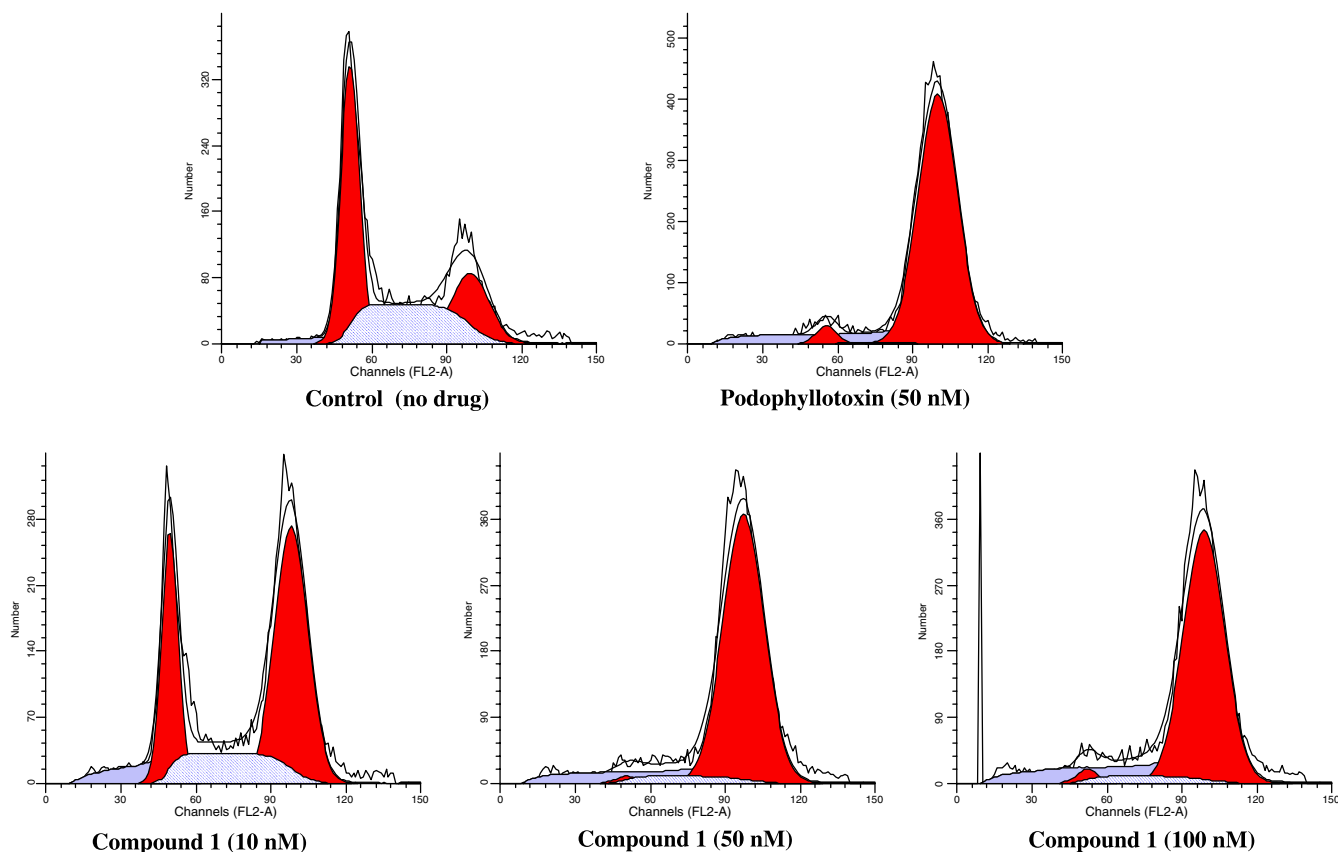 Number
320
240
160
80
0
0 30 60 90 120 150
Channels (FL2-A)
Control (no drug)
Number
500
400
300
200
100
0
0 30 60 90 120 150
Channels (FL2-A)
Podophyllotoxin (50 nM)
Number
280
210
140
70
0
0 30 60 90 120 150
Channels (FL2-A)
Compound 1 (10 nM)
Number
360
270
180
90
0
0 30 60 90 120 150
Channels (FL2-A)
Compound 1 (50 nM)
Number
360
270
180
90
0
0 30 60 90 120 150
Channels (FL2-A)
Compound 1 (100 nM)